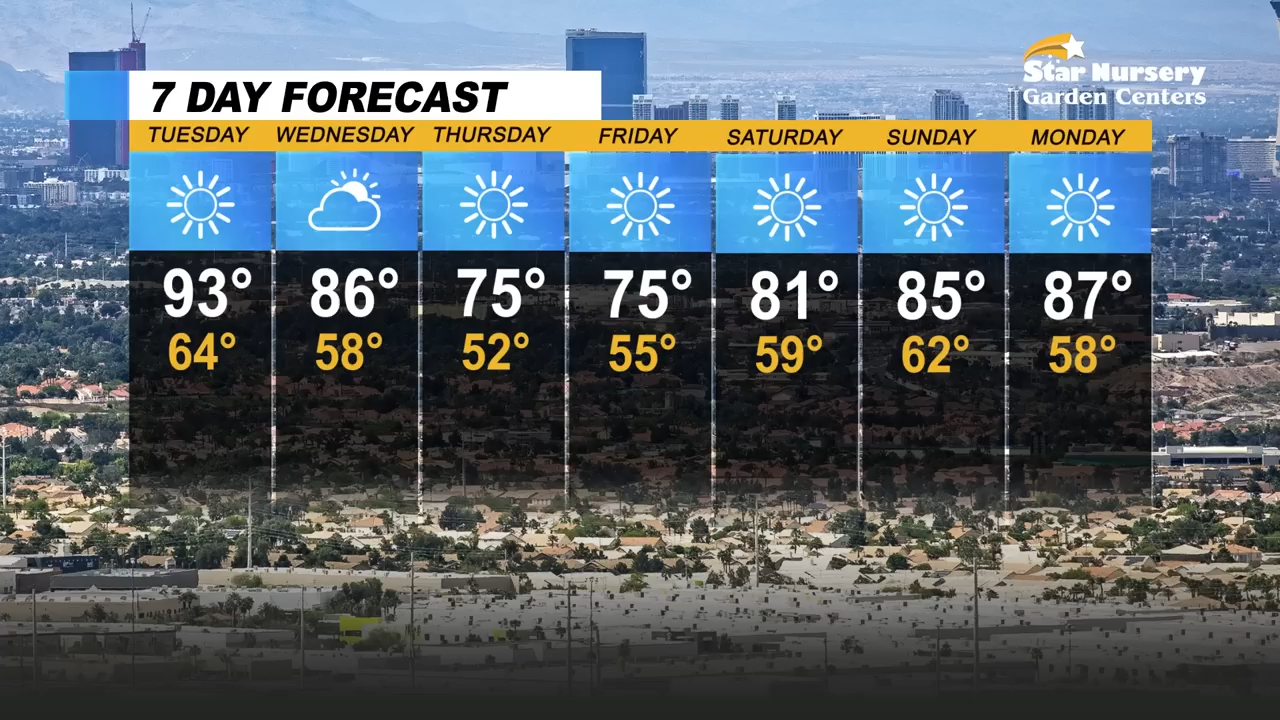 Star Nursery
Garden Centers
7 DAY FORECAST
TUESDAY WEDNESDAY THURSDAY FRIDAY SATURDAY SUNDAY MONDAY
93° 86° 75° 75° 81° 85° 87°
64° 58° 52° 55° 59° 62° 58°